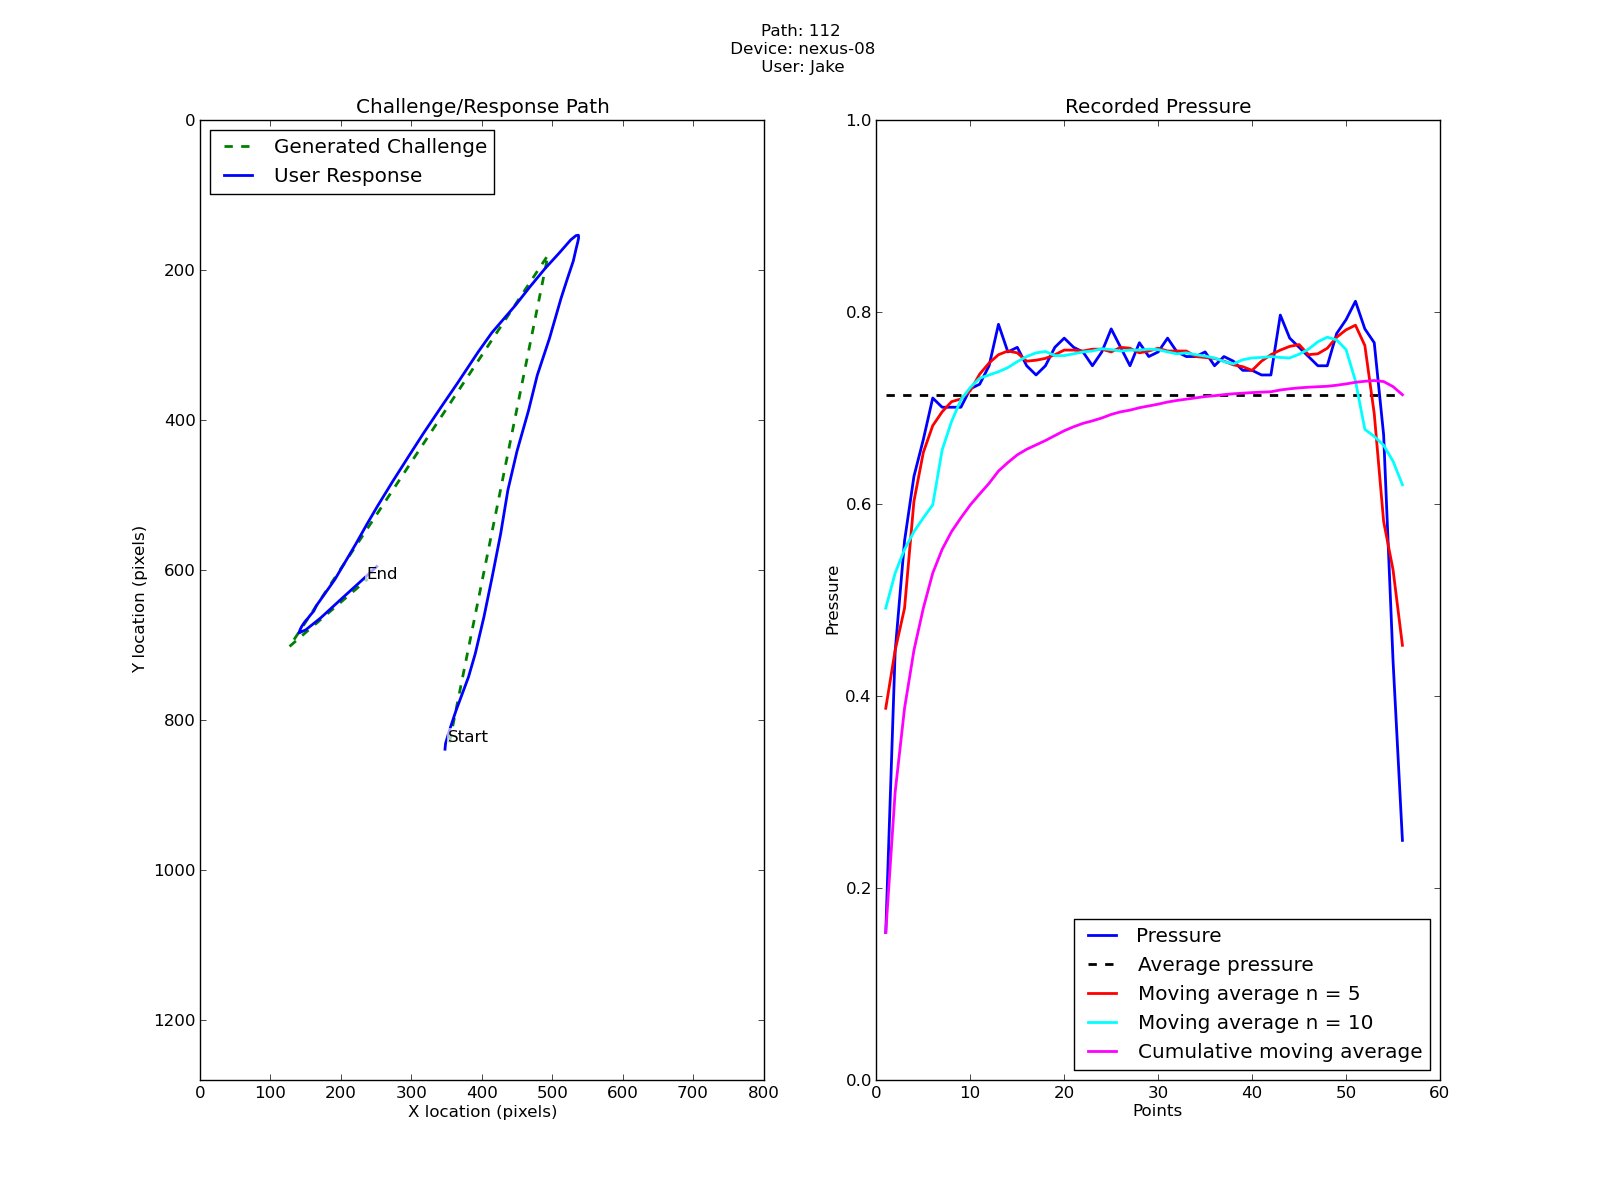 Path: 112
Device: nexus-08
User: Jake
Challenge/Response Path
Generated Challenge
User Response
0
200
400
600
800
1000
1200
Y location (pixels)
End
Start
0 100 200 300 400 500 600 700 800
X location (pixels)
Recorded Pressure
1.0
0.8
0.6
0.4
0.2
0.0
Pressure
Pressure
Average pressure
Moving average n = 5
Moving average n = 10
Cumulative moving average
0 10 20 30 40 50 60
Points